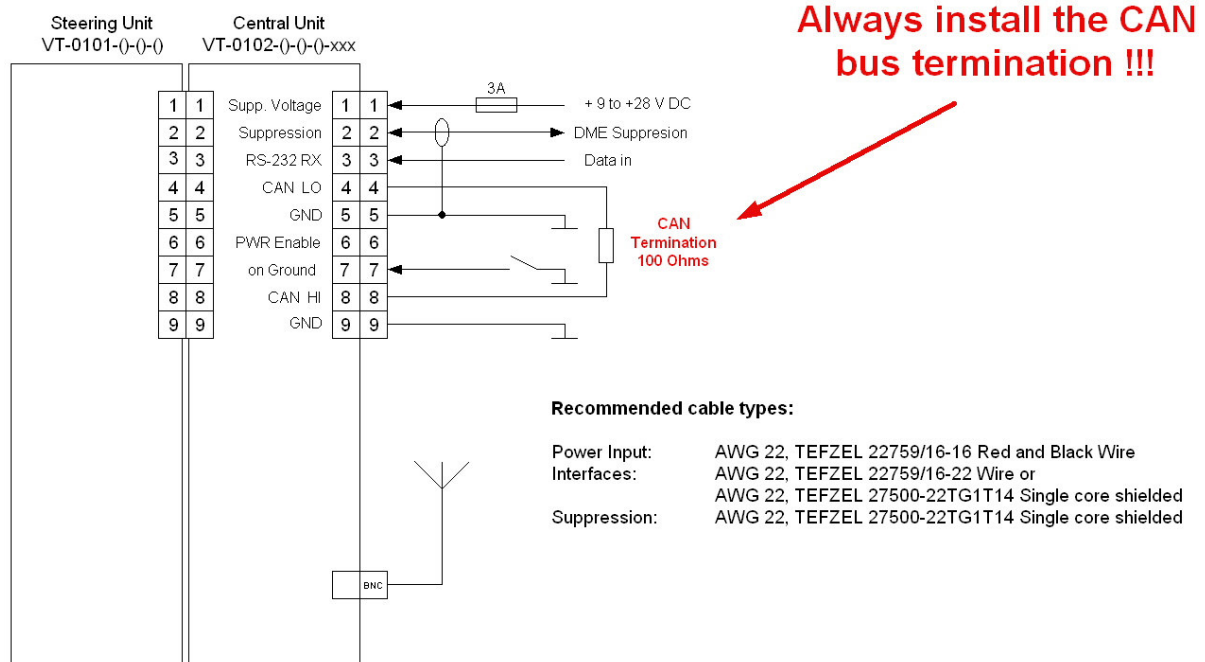 Always install the CAN
bus termination !!!
Steering Unit
VT-0101-()-()-()
Central Unit
VT-0102-()-()-()-xxx
1 1 Supp. Voltage 1 1 3A + 9 to +28 V DC
2 2 Suppression 2 2 DME Suppresion
3 3 RS-232 RX 3 3 Data in
4 4 CAN LO 4 4
5 5 GND 5 5
6 6 PWR Enable 6 6
7 7 on Ground 7 7
8 8 CAN HI 8 8
9 9 GND 9 9
CAN
Termination
100 Ohms
Recommended cable types:
Power Input: AWG 22, TEFZEL 22759/16-16 Red and Black Wire
Interfaces: AWG 22, TEFZEL 22759/16-22 Wire or
AWG 22, TEFZEL 27500-22TG1T14 Single core shielded
Suppression: AWG 22, TEFZEL 27500-22TG1T14 Single core shielded
BNC